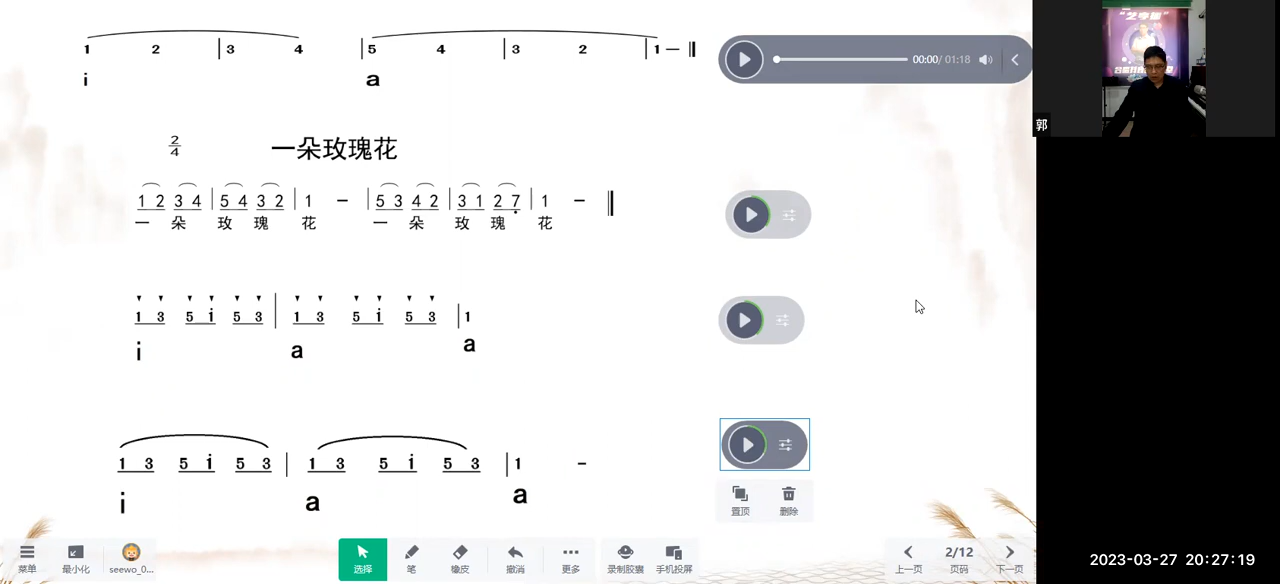 1 2 | 3 4 | 5 4 | 3 2 | 1 — ‖
i a
00:00/ 01:18
郭
2/4 一朵玫瑰花
1 2 3 4 | 5 4 3 2 | 1 – | 5 3 4 2 | 3 1 2 7̣ | 1 – ‖
一 朵 玫 瑰 花 一 朵 玫 瑰 花
1 3 5 i 5 3 | 1 3 5 i 5 3 | 1
i a a
1 3 5 i 5 3 | 1 3 5 i 5 3 | 1 –
i a a
置顶 删除
菜单 最小化 seewo_0... 选择 笔 橡皮 撤消 更多 录制胶囊 手机投屏 上一页 2/12 页码 下一页
2023-03-27 20:27:19